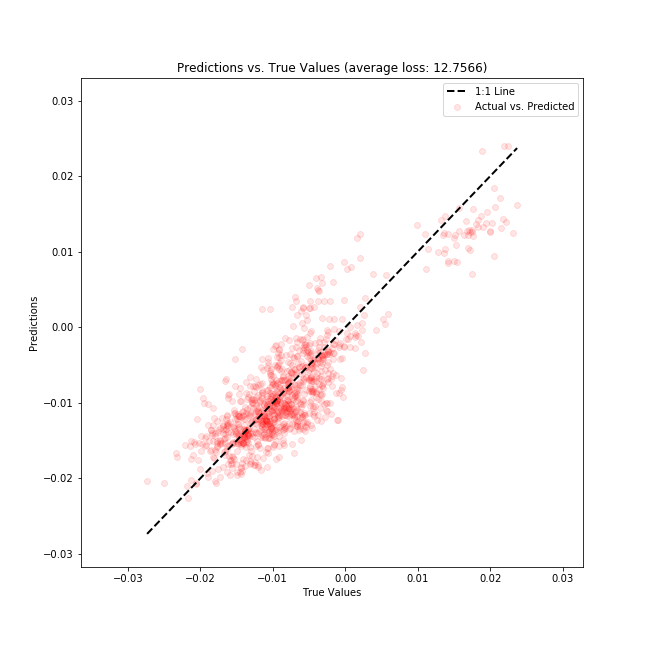 Predictions vs. True Values (average loss: 12.7566)
1:1 Line
Actual vs. Predicted
0.03
0.02
0.01
0.00
−0.01
−0.02
−0.03
Predictions
−0.03 −0.02 −0.01 0.00 0.01 0.02 0.03
True Values